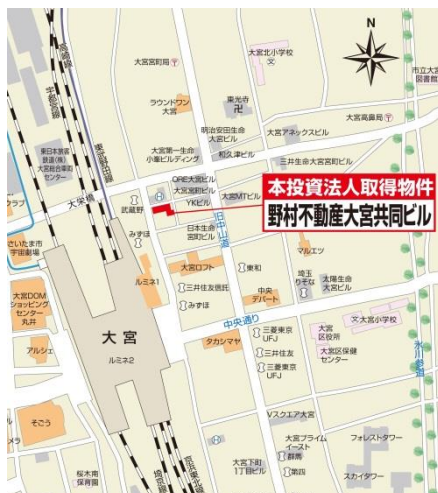 N
高崎線
宇都宮線
東北新幹線
大宮宮町局
大宮北小学校
市立大宮
図書館
ラウンドワン
大宮
東光寺
大宮高鼻局
東日本旅客
鉄道(株)
大宮総合車両
センター
明治安田生命
大宮ビル
大宮アネックスビル
大宮第一生命
小峯ビルディング
和久津ビル
三井生命大宮宮町ビル
クラブ
大栄橋
ORE大宮ビル
大宮宮町ビル
YKビル
大宮MTビル
武蔵野
みずほ
本投資法人取得物件
野村不動産大宮共同ビル
さいたま市
宇宙劇場
日本生命
宮町ビル
旧中山道
マルエツ
ルミネ1
大宮ロフト
東和
埼玉
りそな
太陽生命
大宮ビル
三井住友信託
みずほ
中央
デパート
大宮DOM
ショッピング
センター
丸井
大宮
ルミネ2
中央通り
大宮小学校
大宮
区役所
タカシマヤ
三菱東京
UFJ
三井住友
三菱東京
UFJ
大宮区保健
センター
氷川参道
アルシェ
そごう
Vスクエア大宮
大宮プライム
イースト
フォレストタワー
群馬
第四
スカイタワー
メラ
桜木南
保育園
埼京線
京浜東北線
大宮下町
1丁目ビル